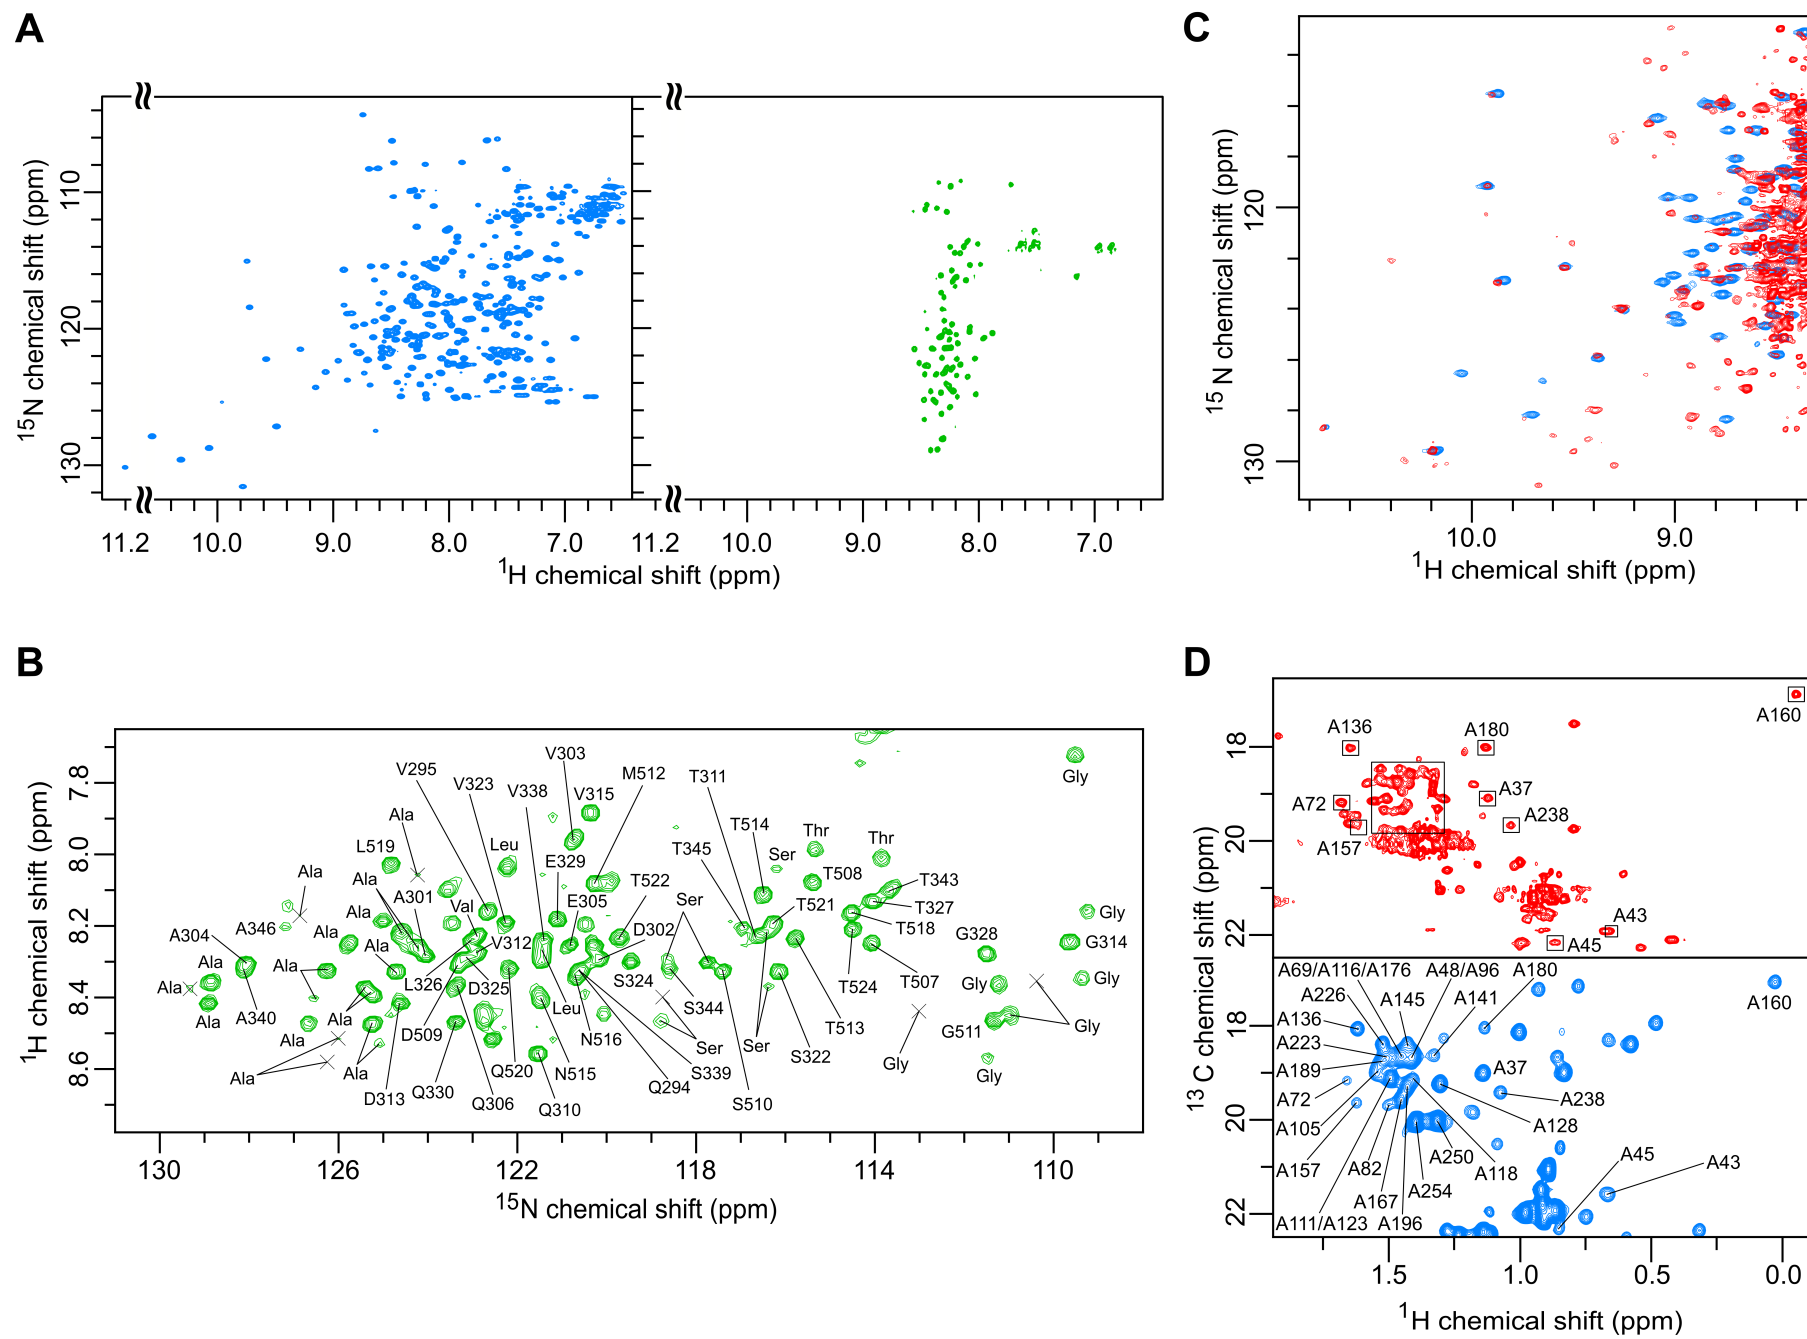 A
15N chemical shift (ppm)
110
120
130
11.2
10.0
9.0
8.0
7.0
11.2
10.0
9.0
8.0
7.0
1H chemical shift (ppm)
C
15N chemical shift (ppm)
120
130
10.0
9.0
1H chemical shift (ppm)
B
1H chemical shift (ppm)
7.8
8.0
8.2
8.4
8.6
V303
V295
V323
V338
M512
T311
V315
Gly
Ala
T514
Thr
Thr
L519
Leu
T345
Ser
E329
Ala
Ala
T522
T508
T343
A301
Val
E305
Ser
T521
T327
Ala
A346
Ala
T518
Gly
A304
Ala
Ala
V312
D302
G328
G314
Ala
L326
D325
S324
T524
T507
Gly
Ala
S344
Ala
A340
Ala
D509
Leu
N516
T513
G511
Gly
Ala
Ala
Q520
N515
S339
Ser
Ser
S322
Gly
Gly
D313
Q330
Q306
Q310
Q294
S510
130
126
122
118
114
110
15N chemical shift (ppm)
D
13C chemical shift (ppm)
18
20
22
A160
A136
A180
A72
A37
A238
A157
A43
A45
A69/A116/A176
A48/A96
A180
A226
A145
A141
A160
A136
A223
A189
A37
A72
A238
A105
A128
A157
A82
A250
A118
A45
A43
A167
A254
A111/A123
A196
18
20
22
1.5
1.0
0.5
0.0
1H chemical shift (ppm)